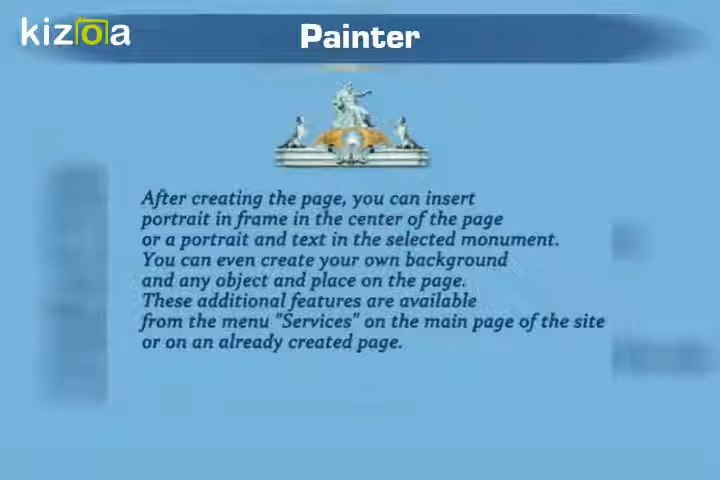 kizoa
Painter
After creating the page, you can insert
portrait in frame in the center of the page
or a portrait and text in the selected monument.
You can even create your own background
and any object and place on the page.
These additional features are available
from the menu "Services" on the main page of the site
or on an already created page.